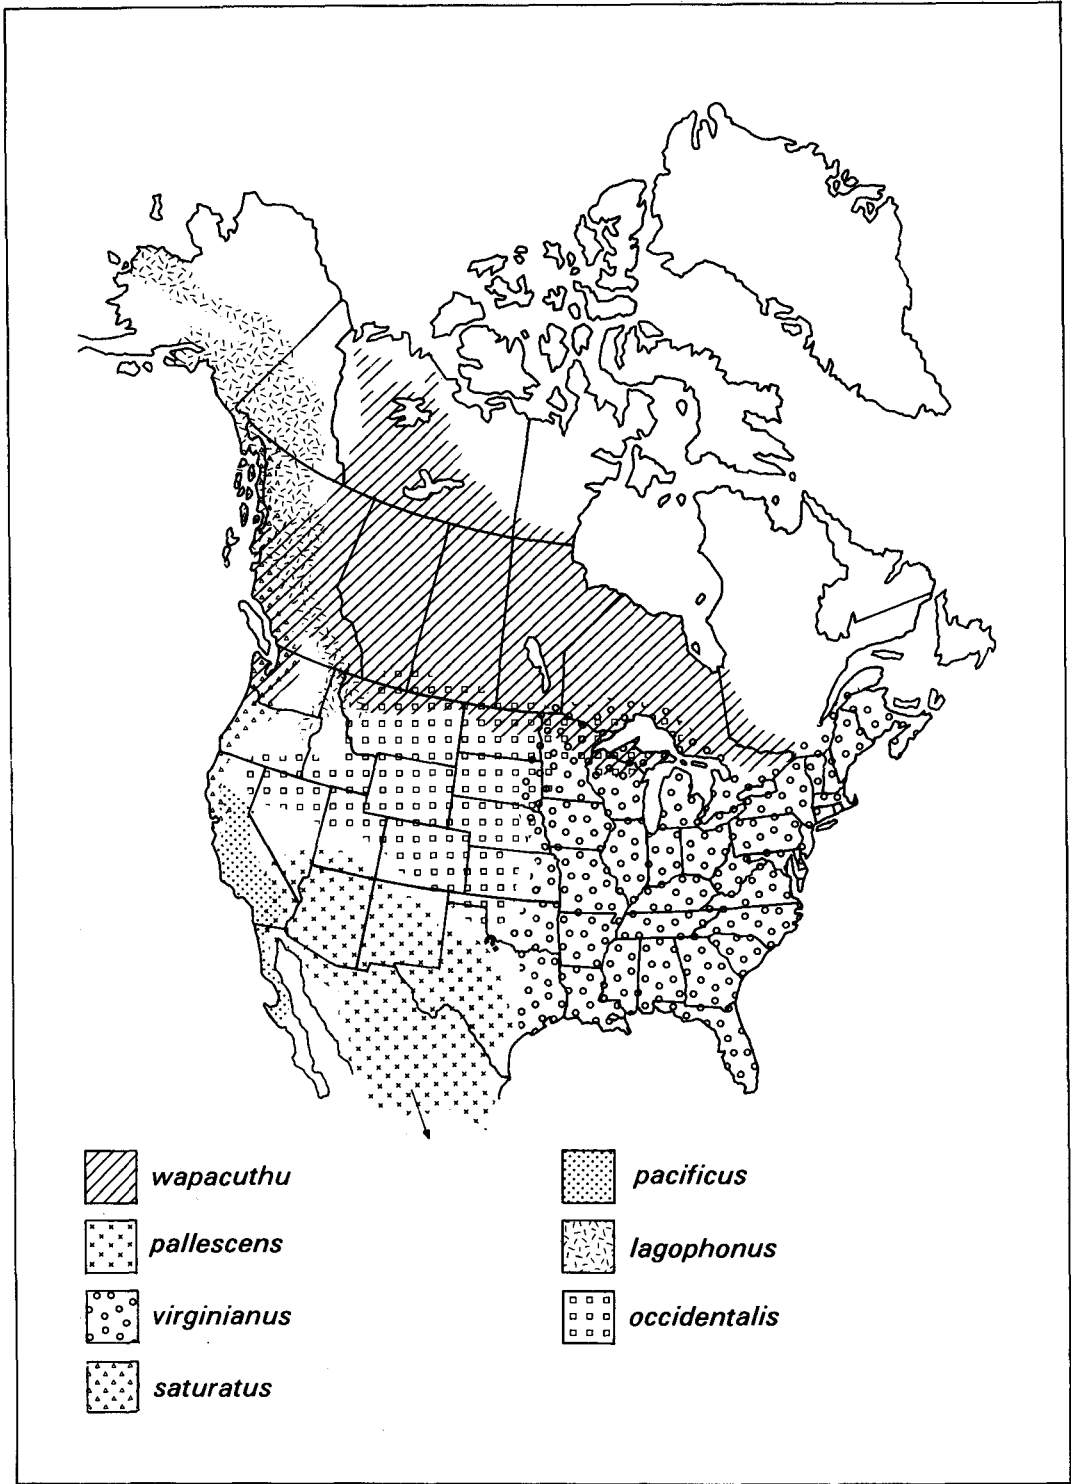 wapacuthu
pallescens
virginianus
saturatus
pacificus
lagophonus
occidentalis